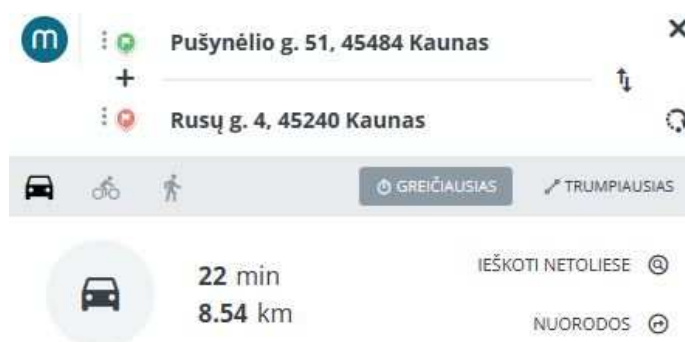 m
Pušynėlio g. 51, 45484 Kaunas
Rusų g. 4, 45240 Kaunas
GREIČIAUSIAS
TRUMPIAUSIAS
22 min
8.54 km
IEŠKOTI NETOLIESE
NUORODOS